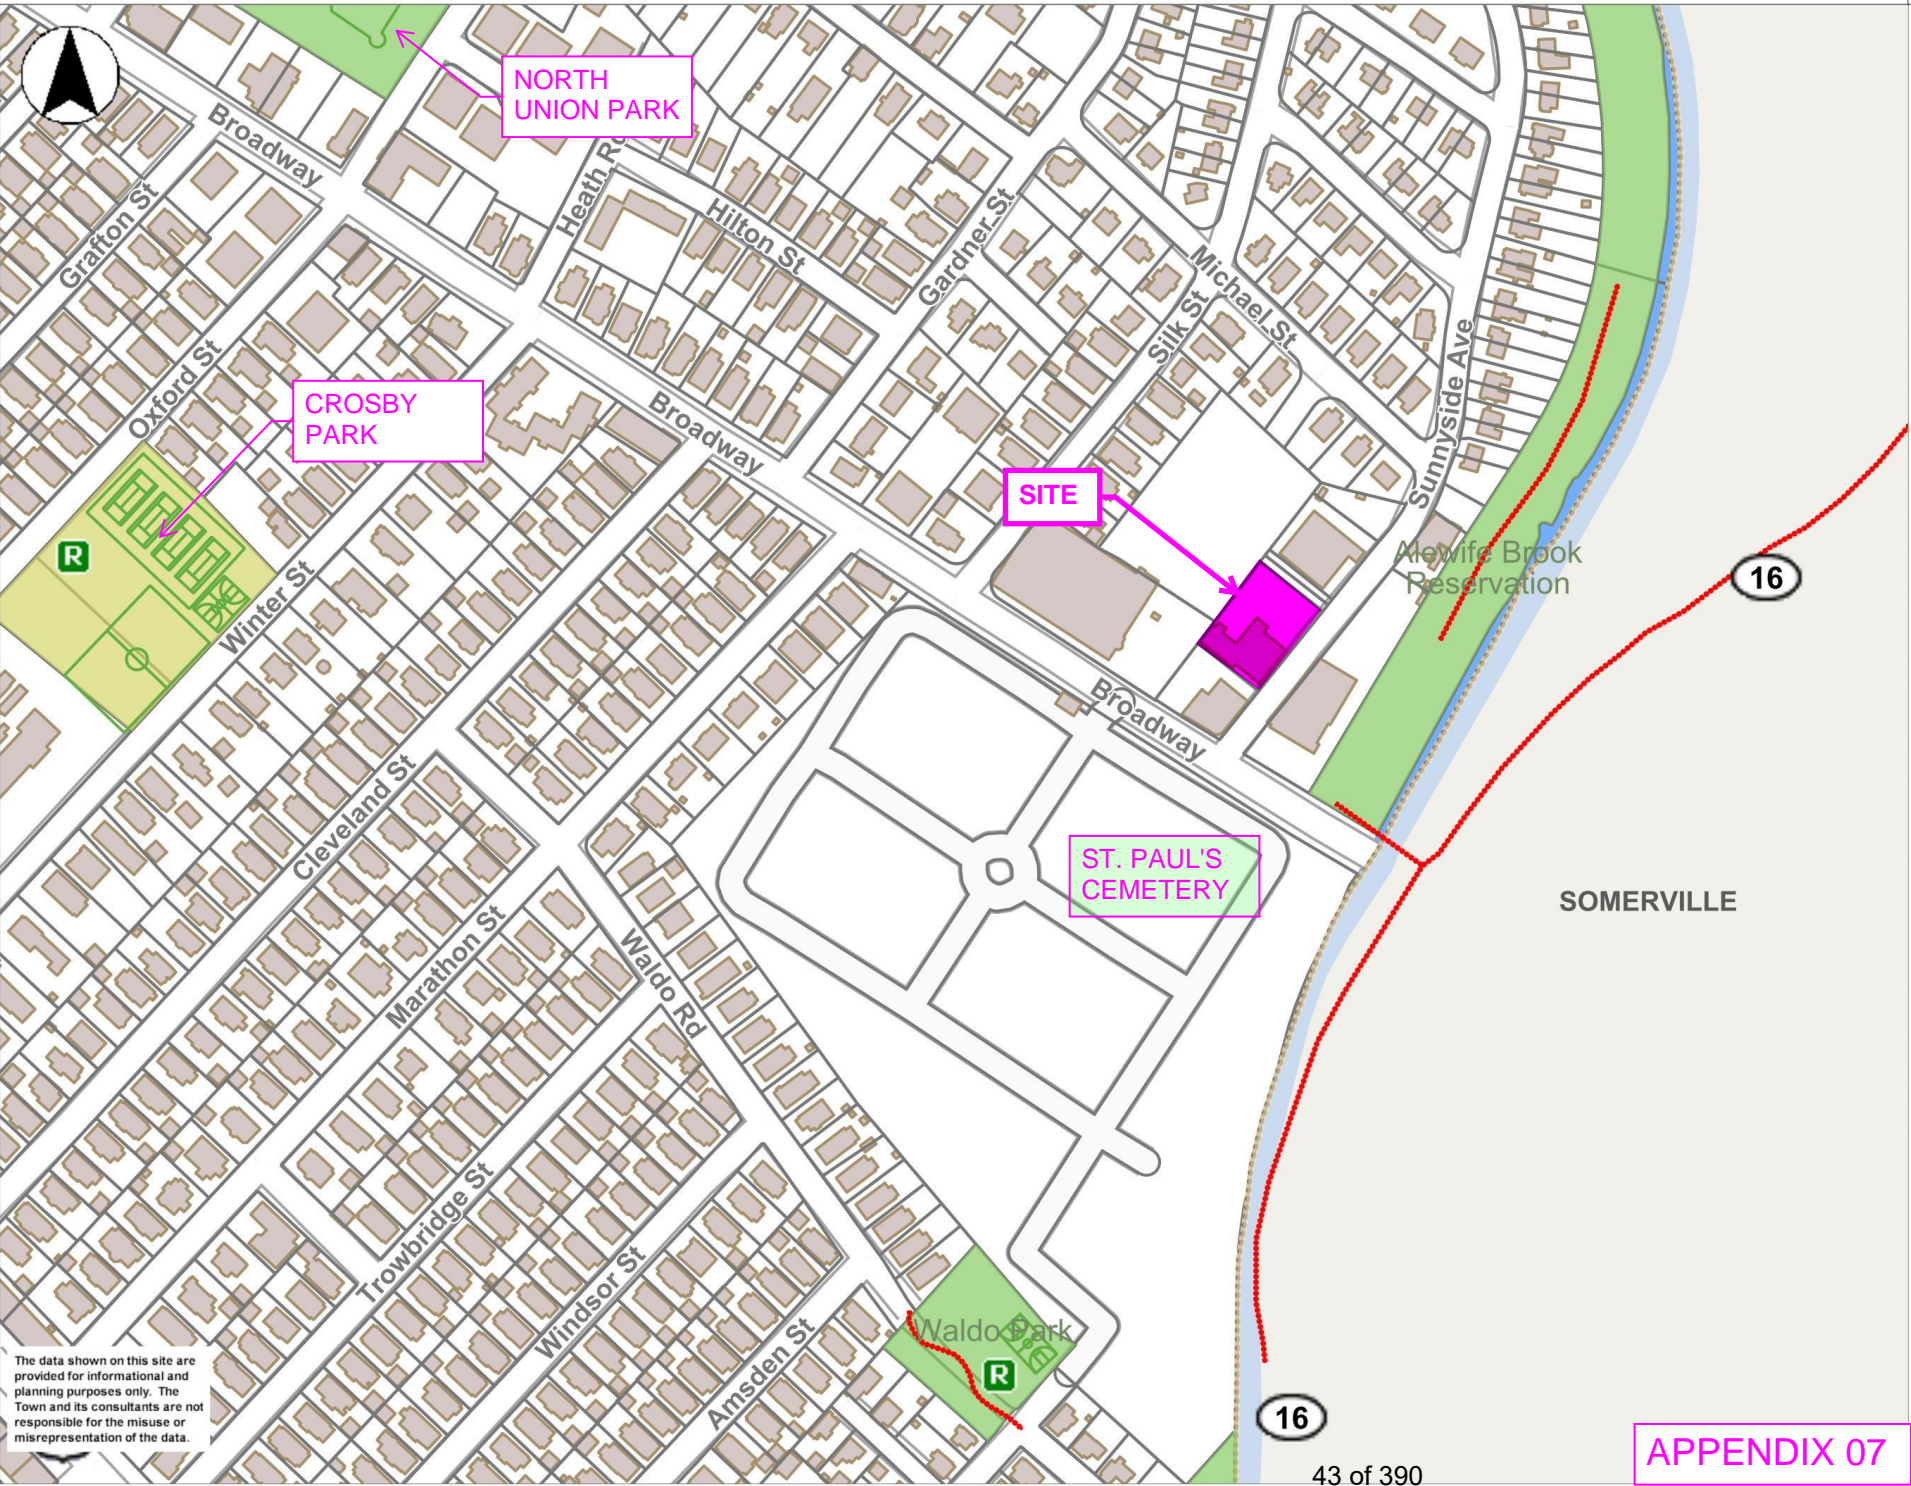 NORTH
UNION PARK
Broadway
Heath Rd
Grafton St
Hilton St
Gardner St
Michael St
Silk St
Oxford St
CROSBY
PARK
Broadway
Sunnyside Ave
SITE
R
Alewife Brook
Reservation
16
Winter St
Broadway
Cleveland St
ST. PAUL'S
CEMETERY
SOMERVILLE
Marathon St
Waldo Rd
Trowbridge St
Windsor St
Amsden St
Waldo Park
R
The data shown on this site are
provided for informational and
planning purposes only. The
Town and its consultants are not
responsible for the misuse or
misrepresentation of the data.
16
APPENDIX 07
43 of 390